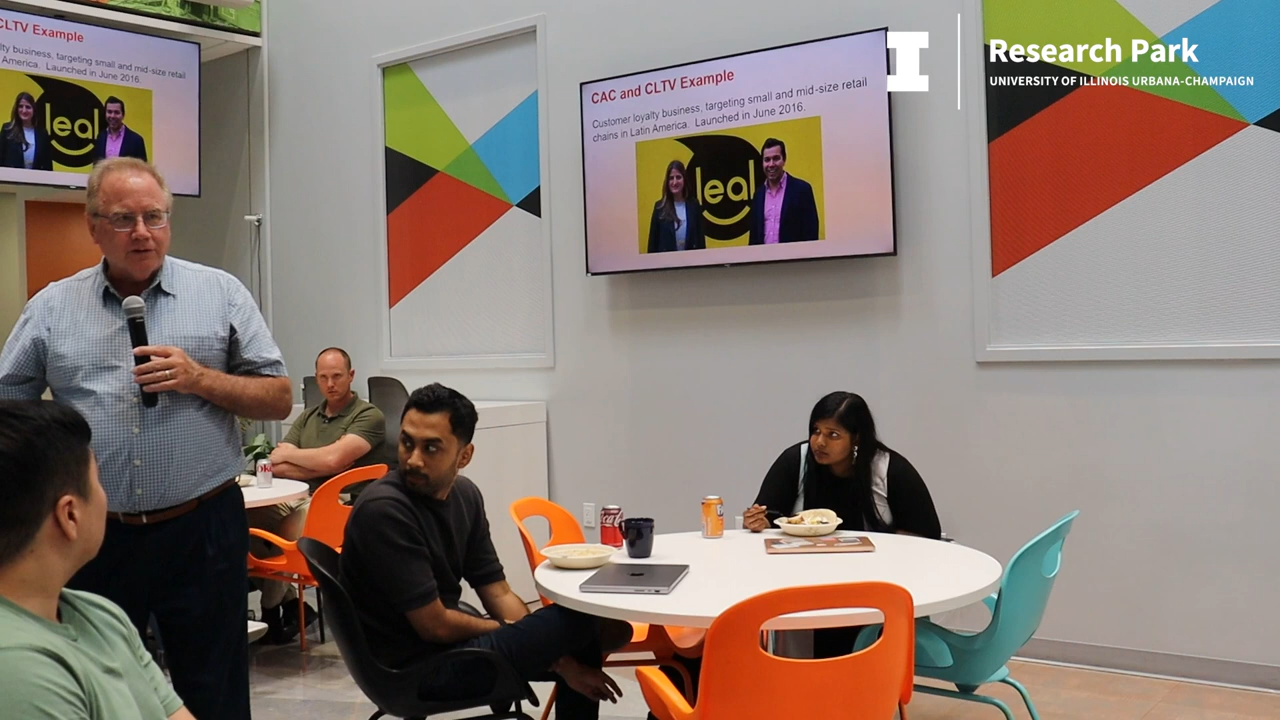 CLTV Example
lty business, targeting small and mid-size retail
America. Launched in June 2016.
leal
CAC and CLTV Example
Customer loyalty business, targeting small and mid-size retail
chains in Latin America. Launched in June 2016.
leal
I
Research Park
UNIVERSITY OF ILLINOIS URBANA-CHAMPAIGN